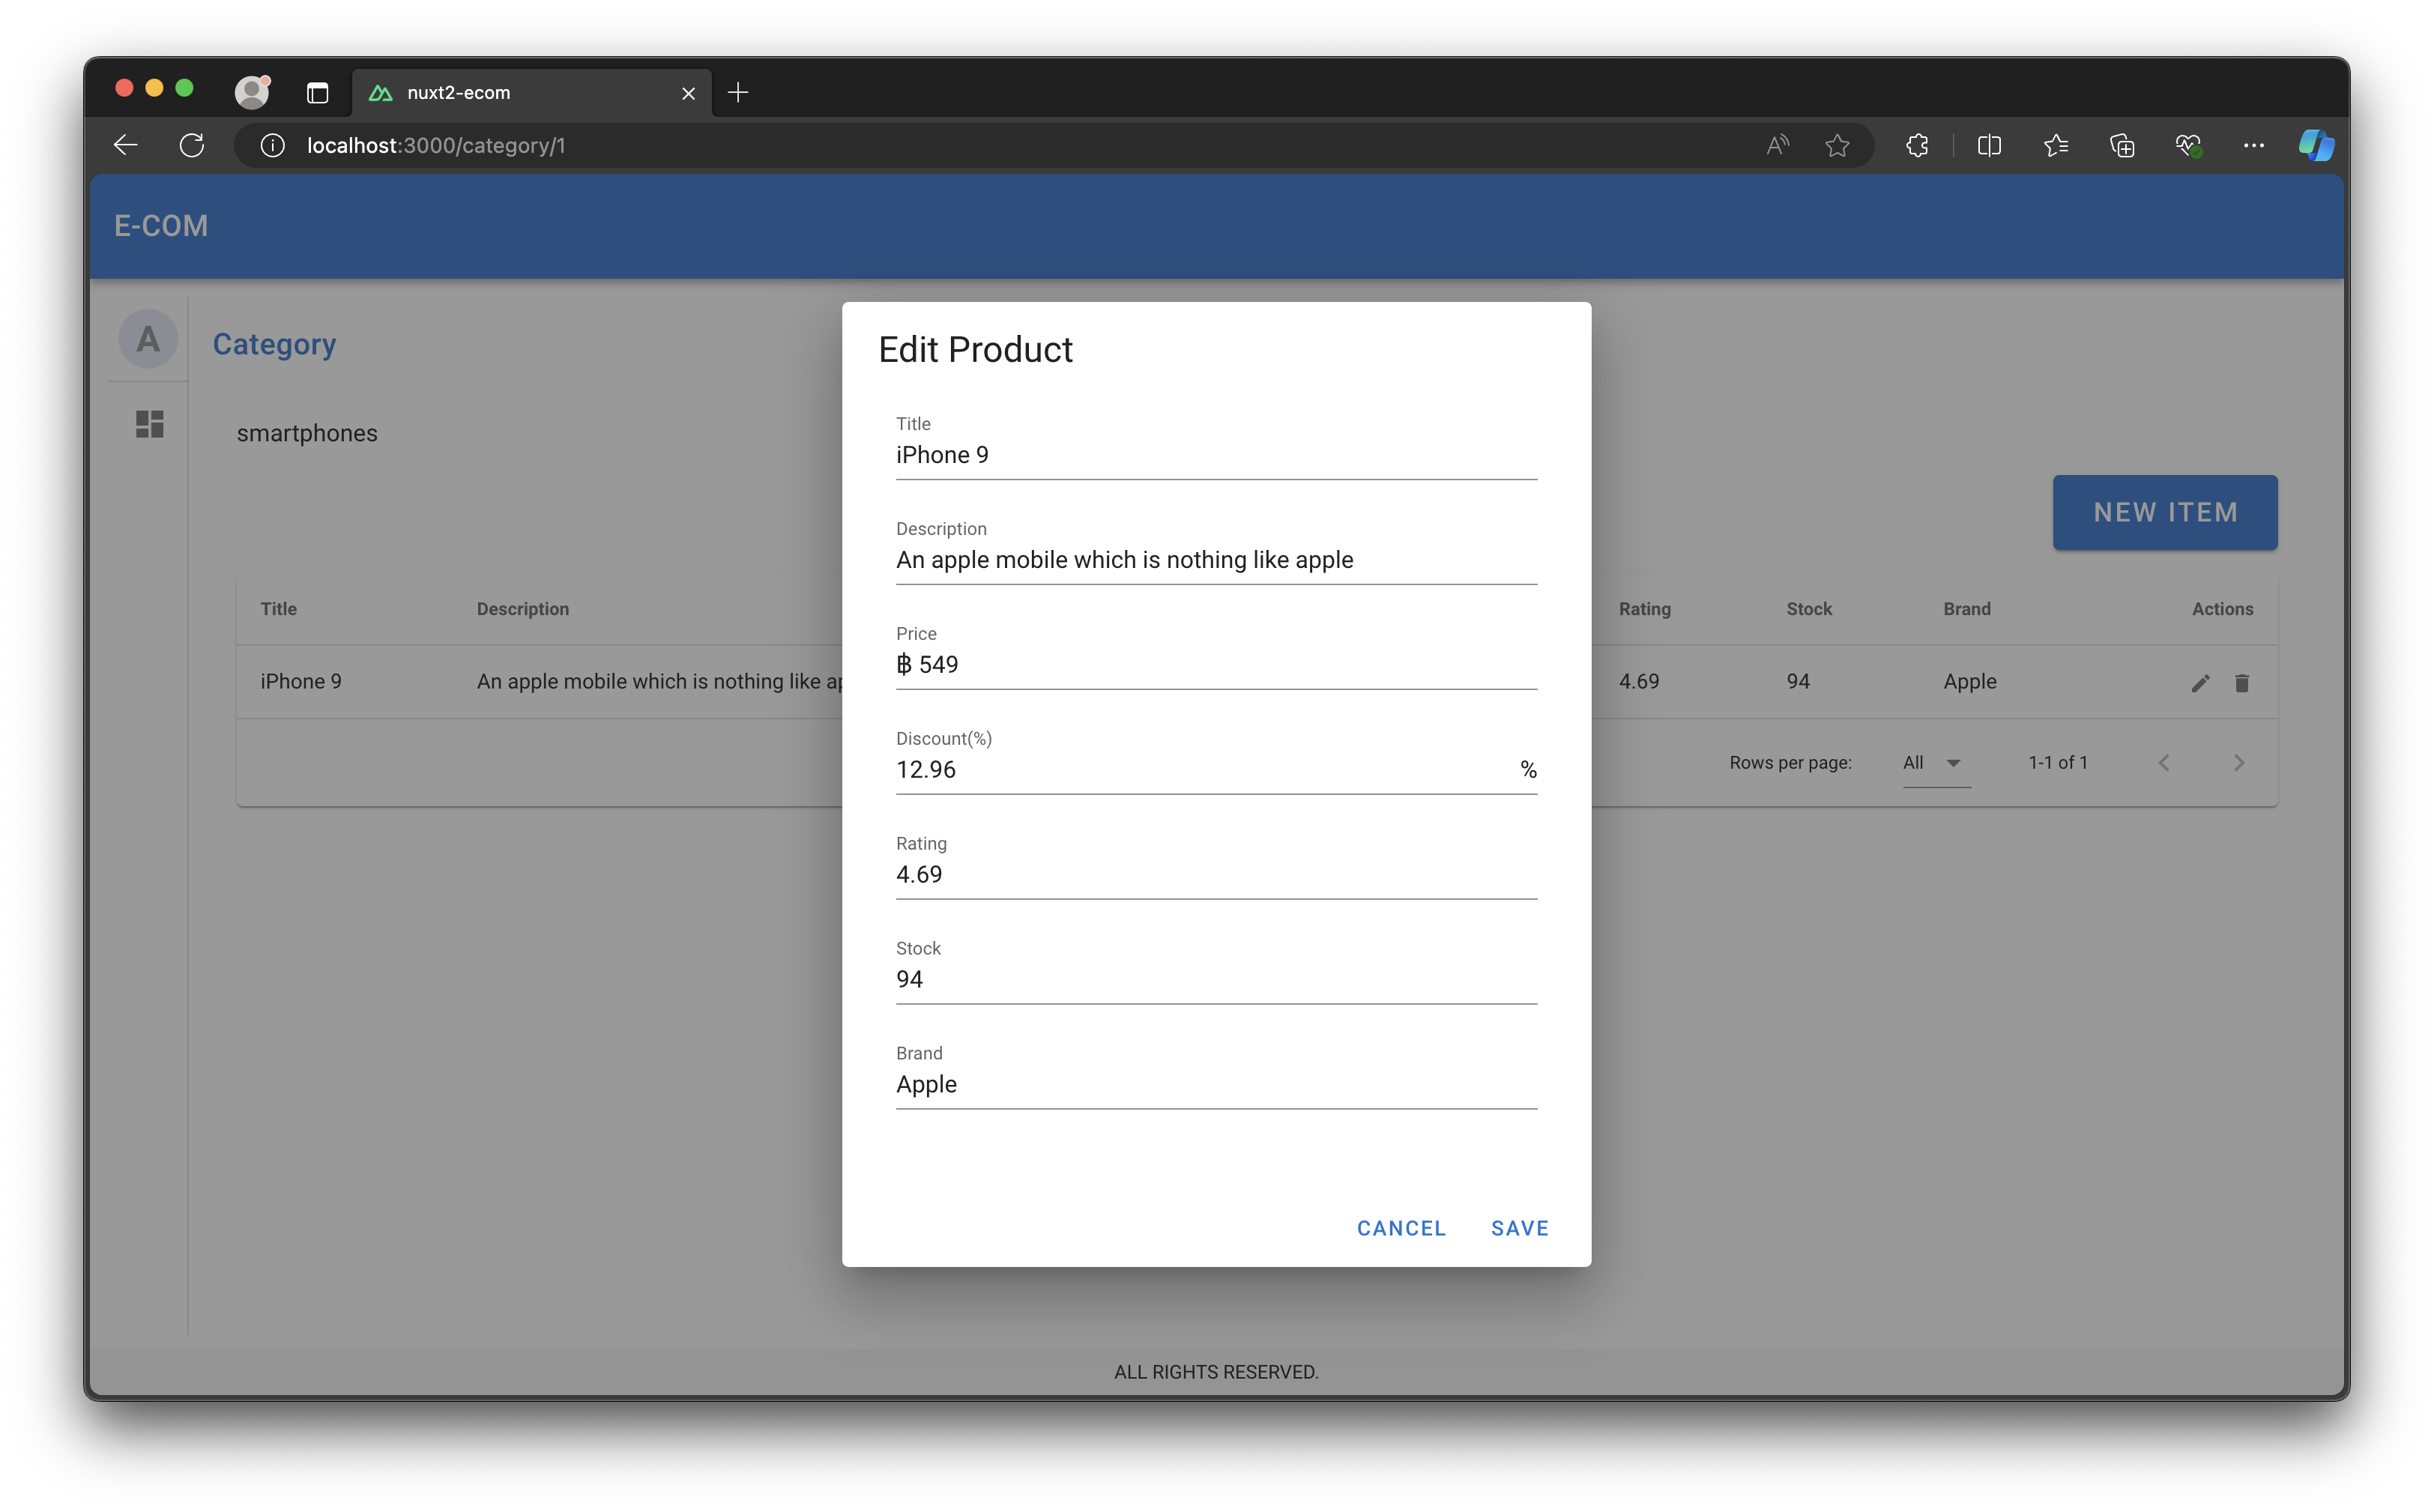 nuxt2-ecom
localhost:3000/category/1
E-COM
A
Category
smartphones
NEW ITEM
Title Description Rating Stock Brand Actions
iPhone 9 An apple mobile which is nothing like ap 4.69 94 Apple
Rows per page: All 1-1 of 1
Edit Product
Title
iPhone 9
Description
An apple mobile which is nothing like apple
Price
฿ 549
Discount(%)
12.96 %
Rating
4.69
Stock
94
Brand
Apple
CANCEL SAVE
ALL RIGHTS RESERVED.